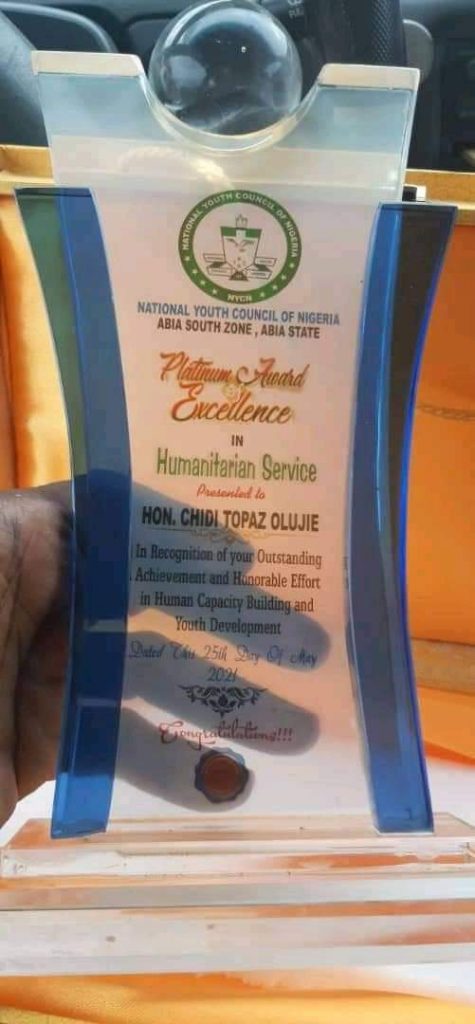 NATIONAL YOUTH COUNCIL OF NIGERIA
NYCN
NATIONAL YOUTH COUNCIL OF NIGERIA
ABIA SOUTH ZONE , ABIA STATE
Platinum Award
Excellence
IN
Humanitarian Service
Presented to
HON. CHIDI TOPAZ OLUJIE
In Recognition of your Outstanding
Achievement and Honorable Effort
in Human Capacity Building and
Youth Development
Dated This 25th Day Of May
2021
Congratulations!!!